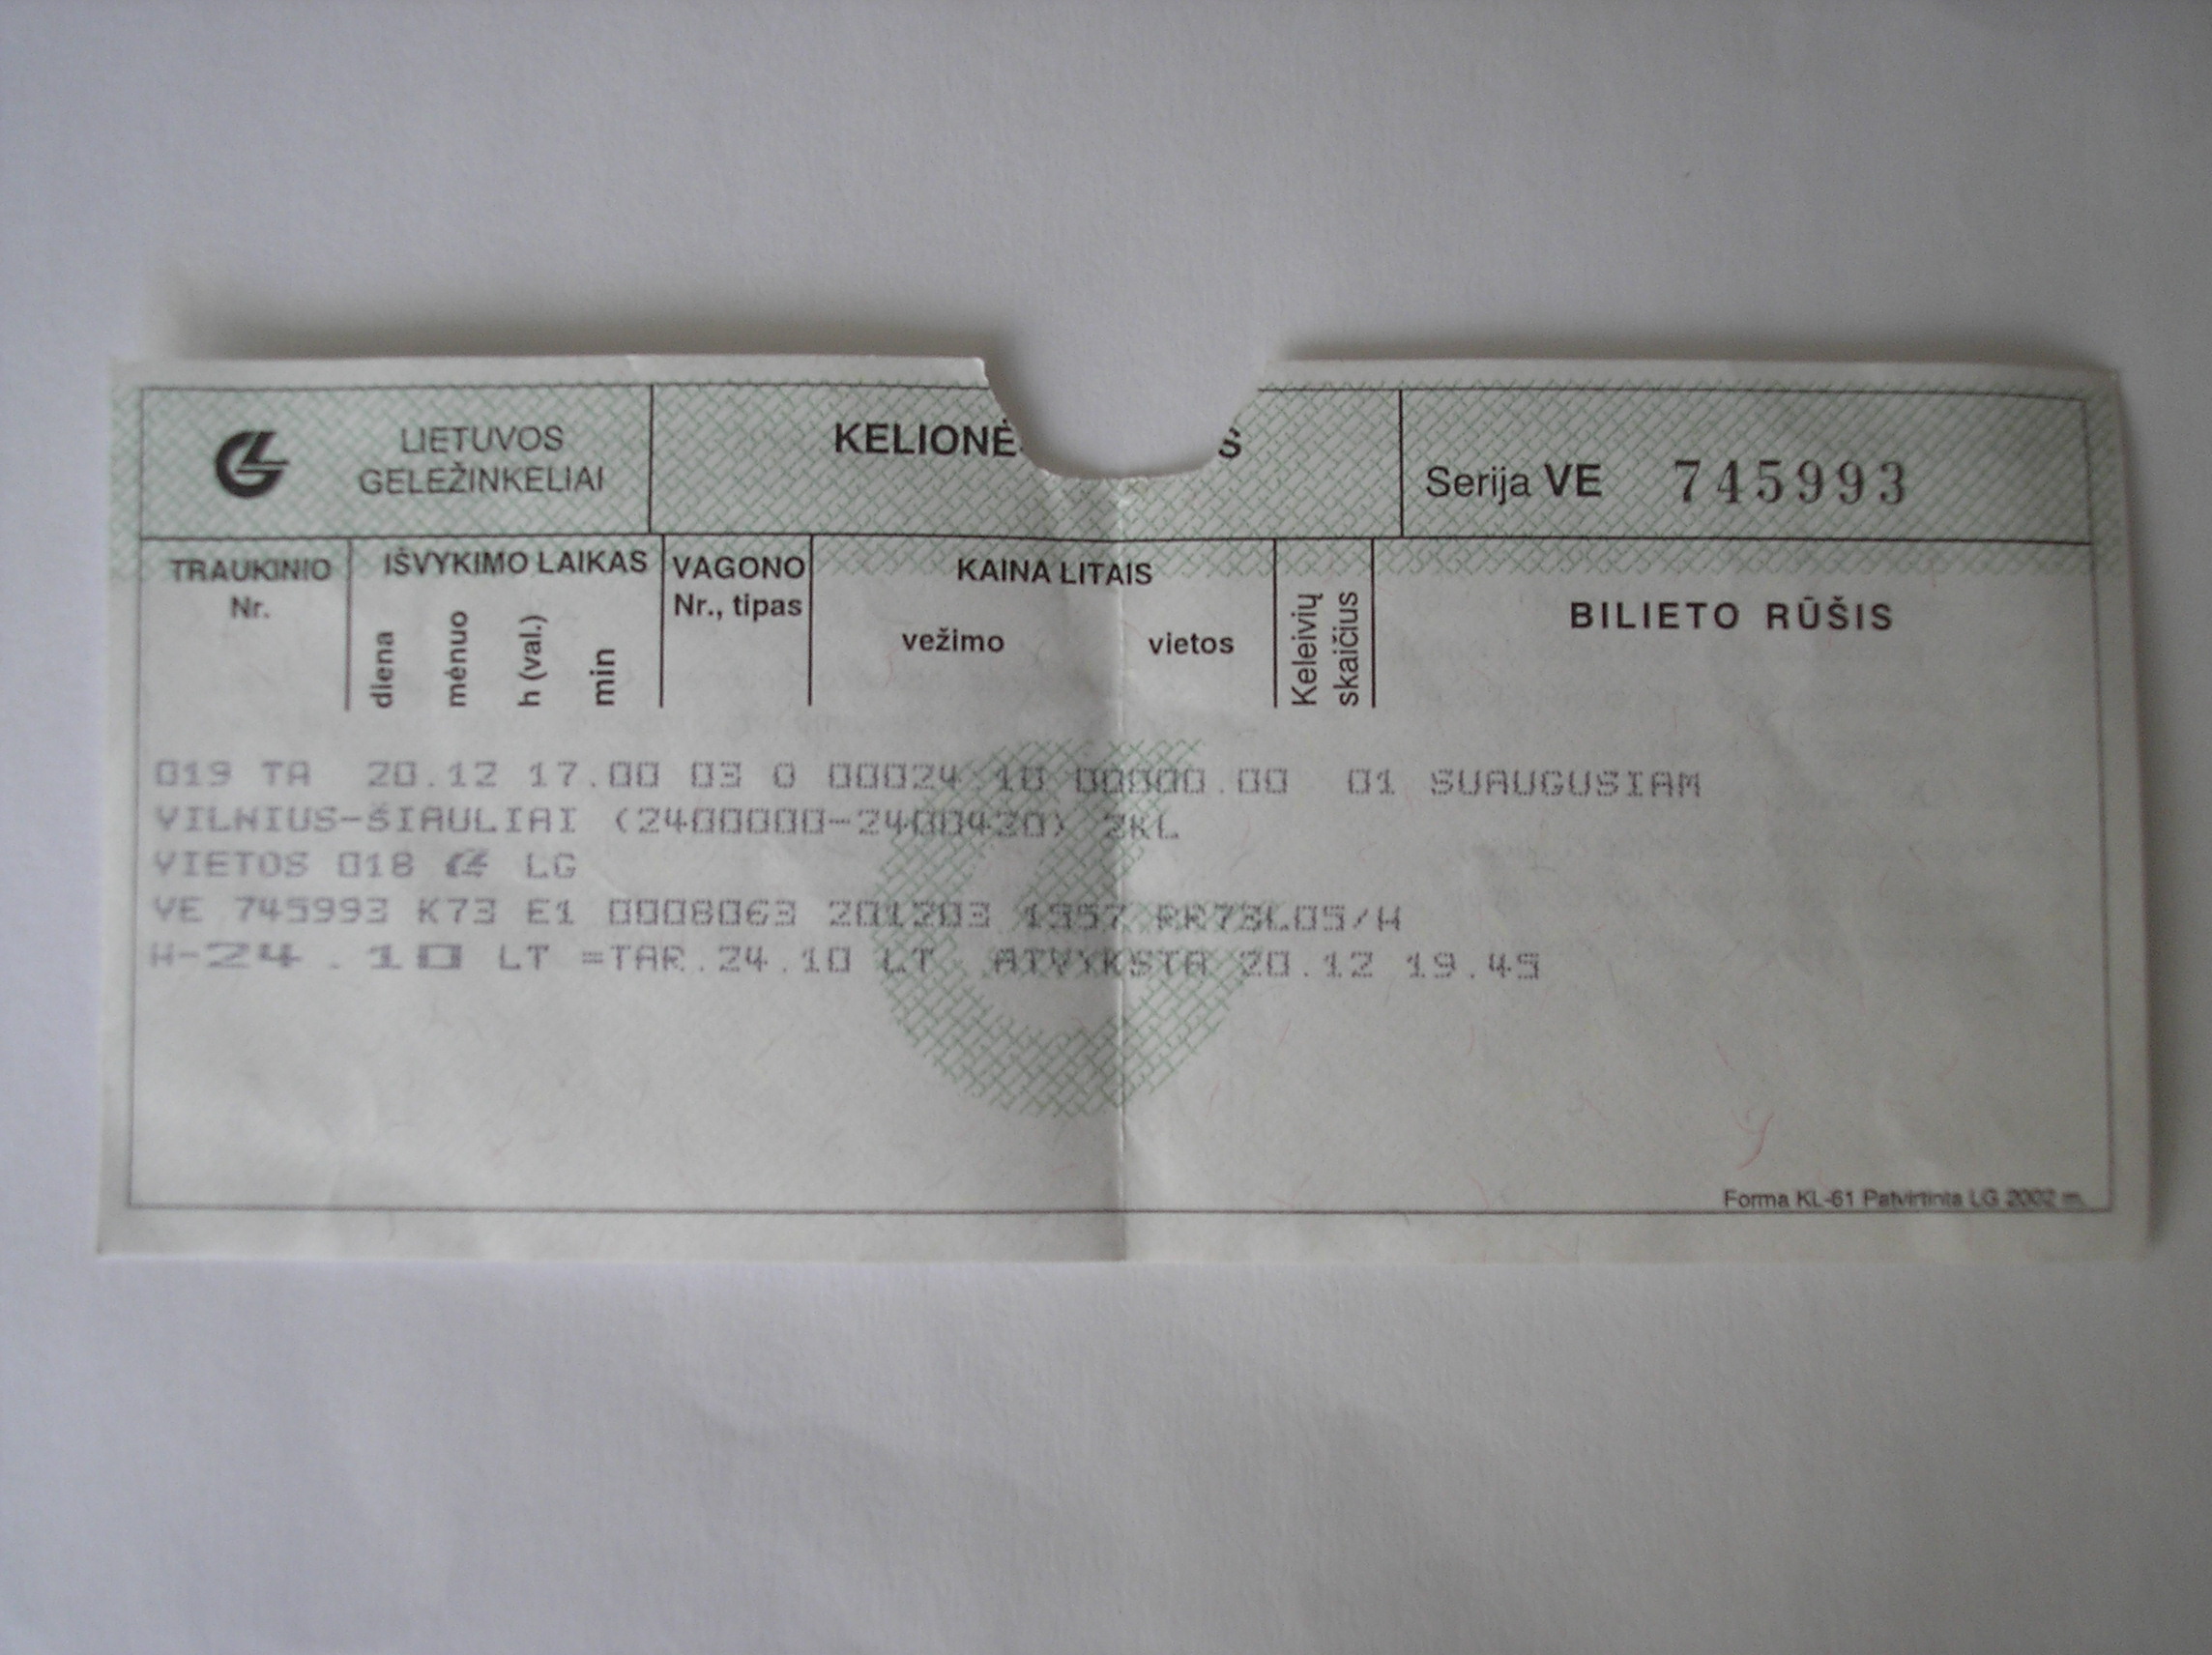 LIETUVOS
GELEŽINKELIAI
KELIONĖ S
Serija VE 745993
TRAUKINIO
Nr.
IŠVYKIMO LAIKAS
diena
mėnuo
h (val.)
min
VAGONO
Nr., tipas
KAINA LITAIS
vežimo
vietos
Keleivių
skaičius
BILIETO RŪŠIS
019 TA 20.12 17.00 03 O 00024.10 00000.00 01 SUAUGUSIAM
VILNIUS-ŠIAULIAI (2400000-2400420) 2KL
VIETOS 018 LG
VE 745993 K73 E1 0008063 201203 1557 RR73L05/H
H-24.10 LT =TAR.24.10 LT ATVYKSTA 20.12 19.45
Forma KL-61 Patvirtinta LG 2002 m.